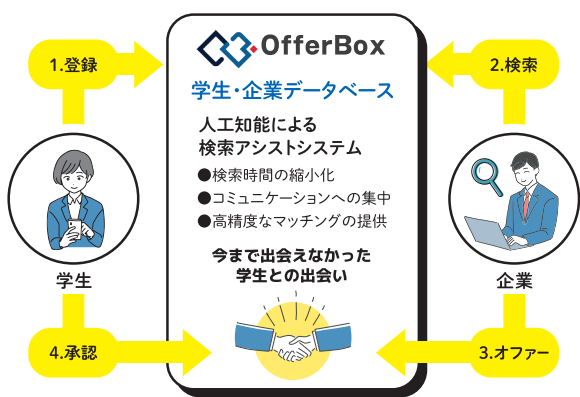 OfferBox
学生・企業データベース
人工知能による
検索アシストシステム
●検索時間の縮小化
●コミュニケーションへの集中
●高精度なマッチングの提供
今まで出会えなかった
学生との出会い
1.登録
学生
4.承認
2.検索
企業
3.オファー